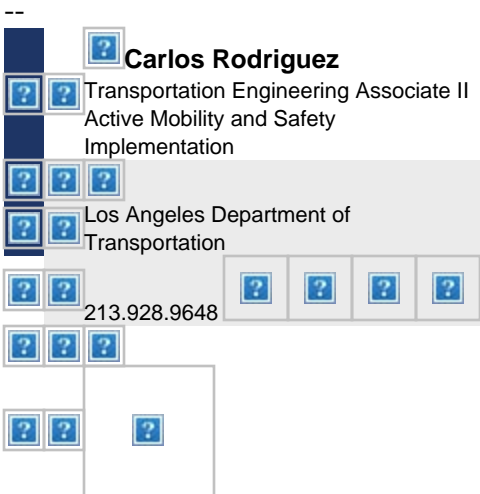 --
Carlos Rodriguez
Transportation Engineering Associate II
Active Mobility and Safety
Implementation
Los Angeles Department of
Transportation
213.928.9648